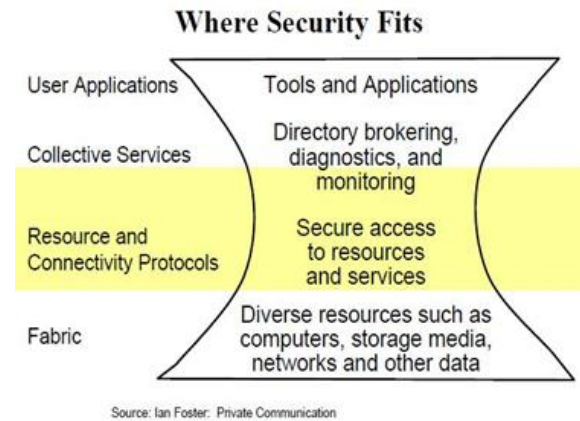 Where Security Fits
User Applications
Tools and Applications
Collective Services
Directory brokering,
diagnostics, and
monitoring
Resource and
Connectivity Protocols
Secure access
to resources
and services
Fabric
Diverse resources such as
computers, storage media,
networks and other data
Source: Ian Foster: Private Communication